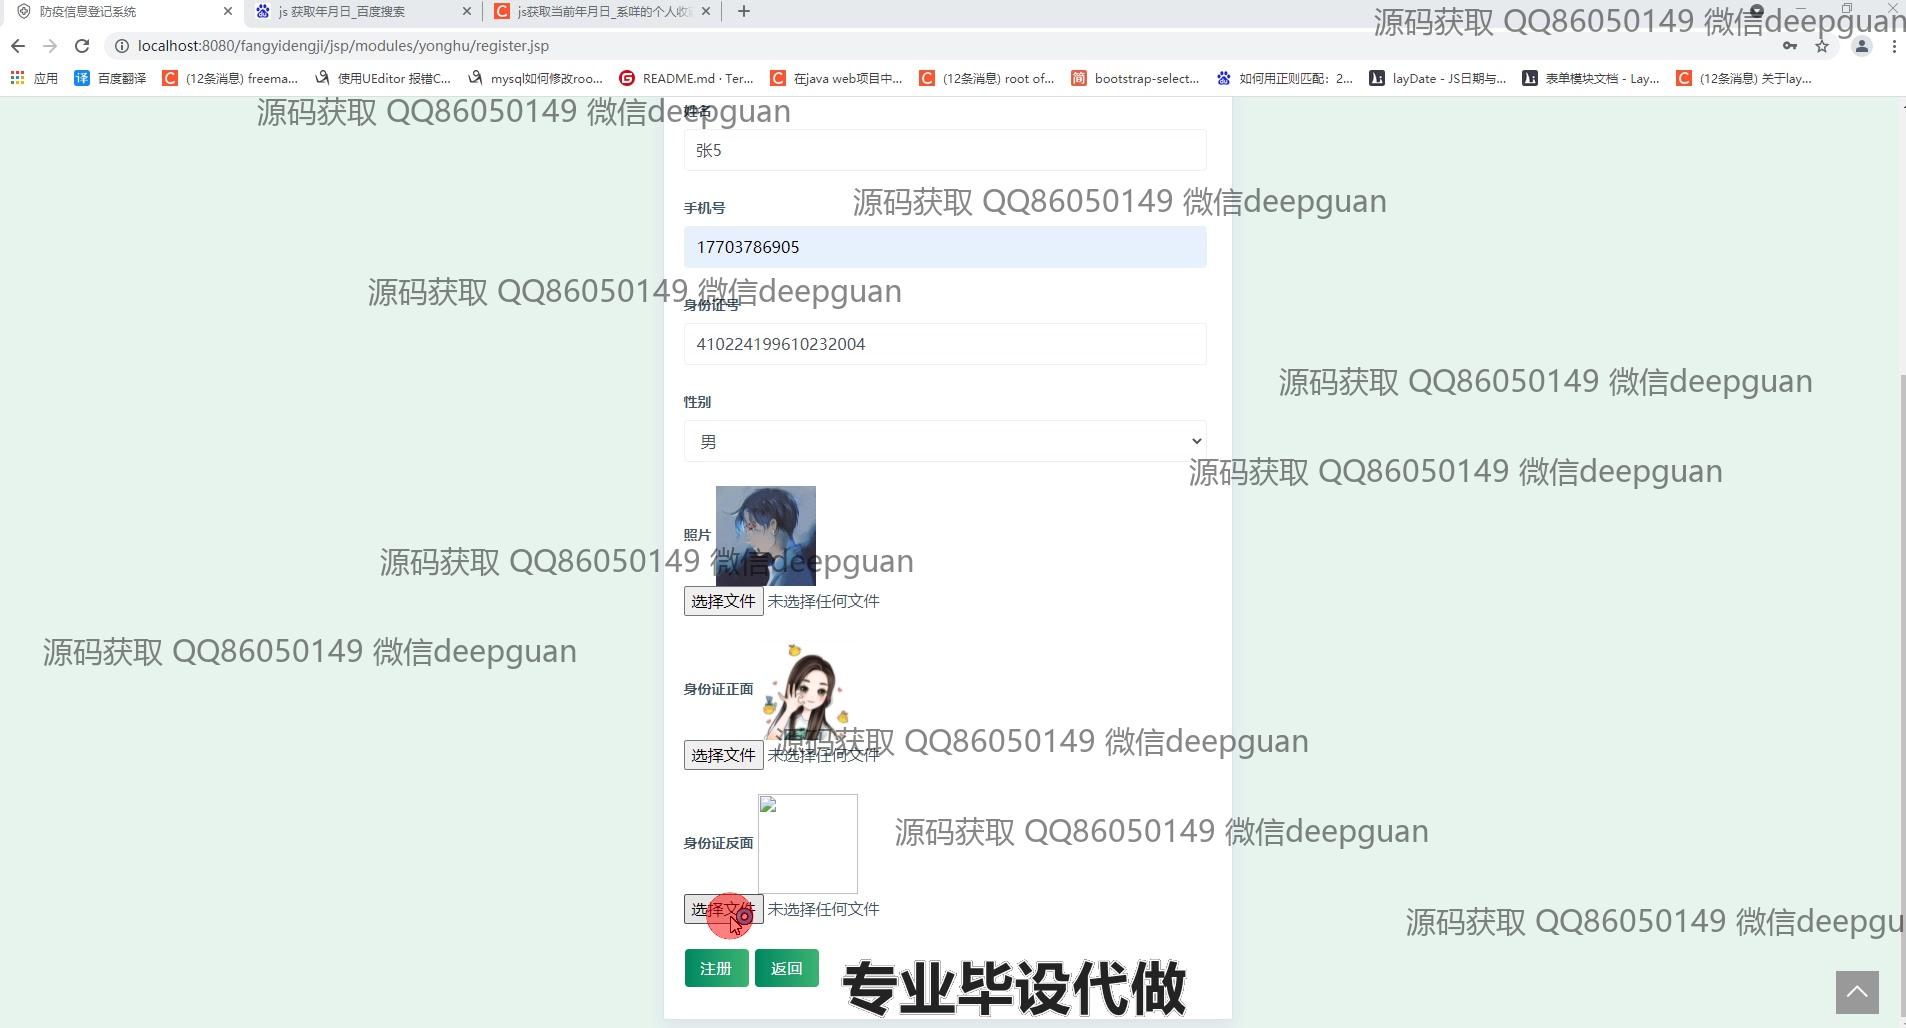 防疫信息登记系统
js 获取年月日_百度搜索
js获取当前年月日_系咩的个人收藏
源码获取 QQ86050149 微信deepguan
localhost:8080/fangyidengji/jsp/modules/yonghu/register.jsp
应用 百度翻译 (12条消息) freema... 使用UEditor 报错C... mysql如何修改roo... README.md · Ter... 在java web项目中... (12条消息) root of... bootstrap-select... 如何用正则匹配：2... layDate - JS日期与... 表单模块文档 - Lay... (12条消息) 关于lay...
源码获取 QQ86050149 微信deepguan
姓名
张5
源码获取 QQ86050149 微信deepguan
手机号
17703786905
源码获取 QQ86050149 微信deepguan
身份证号
410224199610232004
源码获取 QQ86050149 微信deepguan
性别
男
源码获取 QQ86050149 微信deepguan
照片
源码获取 QQ86050149 微信deepguan
选择文件 未选择任何文件
源码获取 QQ86050149 微信deepguan
身份证正面
源码获取 QQ86050149 微信deepguan
选择文件 未选择任何文件
源码获取 QQ86050149 微信deepguan
身份证反面
选择文件 未选择任何文件
源码获取 QQ86050149 微信deepgu
注册 返回
专业毕设代做